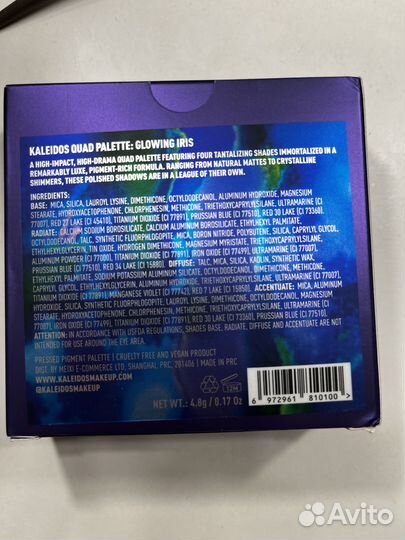 KALEIDOS QUAD PALETTE: GLOWING IRIS
A HIGH-IMPACT, HIGH-DRAMA QUAD PALETTE FEATURING FOUR TANTALIZING SHADES IMMORTALIZED IN A
REMARKABLY LUXE, PIGMENT-RICH FORMULA. RANGING FROM NATURAL MATTES TO CRYSTALLINE
SHIMMERS, THESE POLISHED SHADOWS ARE IN A LEAGUE OF THEIR OWN.
INGREDIENTS:
BASE: MICA, SILICA, LAUROYL LYSINE, DIMETHICONE, OCTYLDODECANOL, ALUMINUM HYDROXIDE, MAGNESIUM
STEARATE, HYDROXYACETOPHENONE, CHLORPHENESIN, METHICONE, TRIETHOXYCAPRYLYLSILANE, ULTRAMARINE (CI
77007), RED 27 LAKE (CI 45410), TITANIUM DIOXIDE (CI 77891), PRUSSIAN BLUE (CI 77510), RED 30 LAKE (CI 73360).
RADIATE: CALCIUM SODIUM BOROSILICATE, CALCIUM ALUMINUM BOROSILICATE, ETHYLHEXYL PALMITATE,
OCTYLDODECANOL, TALC, SYNTHETIC FLUORPHLOGOPITE, MICA, BORON NITRIDE, POLYBUTENE, SILICA, CAPRYLYL GLYCOL,
ETHYLHEXYLGLYCERIN, TIN OXIDE, HYDROGEN DIMETHICONE, MAGNESIUM MYRISTATE, TRIETHOXYCAPRYLYLSILANE,
ALUMINUM POWDER (CI 77000), TITANIUM DIOXIDE (CI 77891), IRON OXIDE (CI 77499), ULTRAMARINE (CI 77007),
PRUSSIAN BLUE (CI 77510), RED 34 LAKE (CI 15880). DIFFUSE: TALC, MICA, SILICA, KAOLIN, SYNTHETIC WAX,
ETHYLHEXYL PALMITATE, SODIUM POTASSIUM ALUMINUM SILICATE, OCTYLDODECANOL, DIMETHICONE, METHICONE,
CAPRYLYL GLYCOL, ETHYLHEXYLGLYCERIN, ALUMINUM HYDROXIDE, TRIETHOXYCAPRYLYLSILANE, ULTRAMARINE (CI 77007),
TITANIUM DIOXIDE (CI 77891), MANGANESE VIOLET (CI 77742), RED 7 LAKE (CI 15850). ACCENTUATE: MICA, ALUMINUM
HYDROXIDE, SILICA, SYNTHETIC FLUORPHLOGOPITE, LAUROYL LYSINE, DIMETHICONE, OCTYLDODECANOL, MAGNESIUM
STEARATE, HYDROXYACETOPHENONE, CHLORPHENESIN, METHICONE, TRIETHOXYCAPRYLYLSILANE, ULTRAMARINE (CI
77007), IRON OXIDE (CI 77499), TITANIUM DIOXIDE (CI 77891), RED 30 LAKE (CI 73360), PRUSSIAN BLUE (CI 77510).
ATTENTION: IN ACCORDANCE WITH USFDA REGULATIONS, SHADES BASE, RADIATE, DIFFUSE AND ACCENTUATE ARE NOT
INTENDED FOR USE AROUND THE EYE AREA.
PRESSED PIGMENT PALETTE | CRUELTY FREE AND VEGAN PRODUCT
DIST. BY MEIXI E-COMMERCE LTD, SHANGHAI, PRC, 201406 | MADE IN PRC
WWW.KALEIDOSMAKEUP.COM
@KALEIDOSMAKEUP
12M
NET WT. 4.8g / 0.17 Oz
6 972961 810100 >
Avito